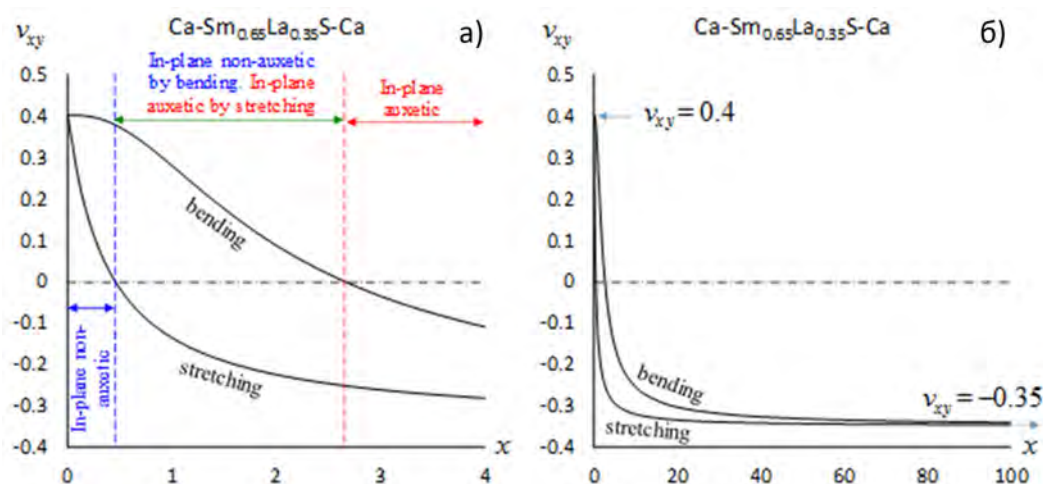 Ca-Sm0.65La0.35S-Ca
а)
νxy
In-plane non-auxetic
by bending. In-plane
auxetic by stretching
In-plane
auxetic
0.5
0.4
0.3
0.2
0.1
0
-0.1
-0.2
-0.3
-0.4
bending
stretching
In-plane non-
auxetic
0
1
2
3
4
x
Ca-Sm0.65La0.35S-Ca
б)
νxy
νxy = 0.4
0.5
0.4
0.3
0.2
0.1
0
-0.1
-0.2
-0.3
-0.4
bending
stretching
νxy = −0.35
0
20
40
60
80
100
x